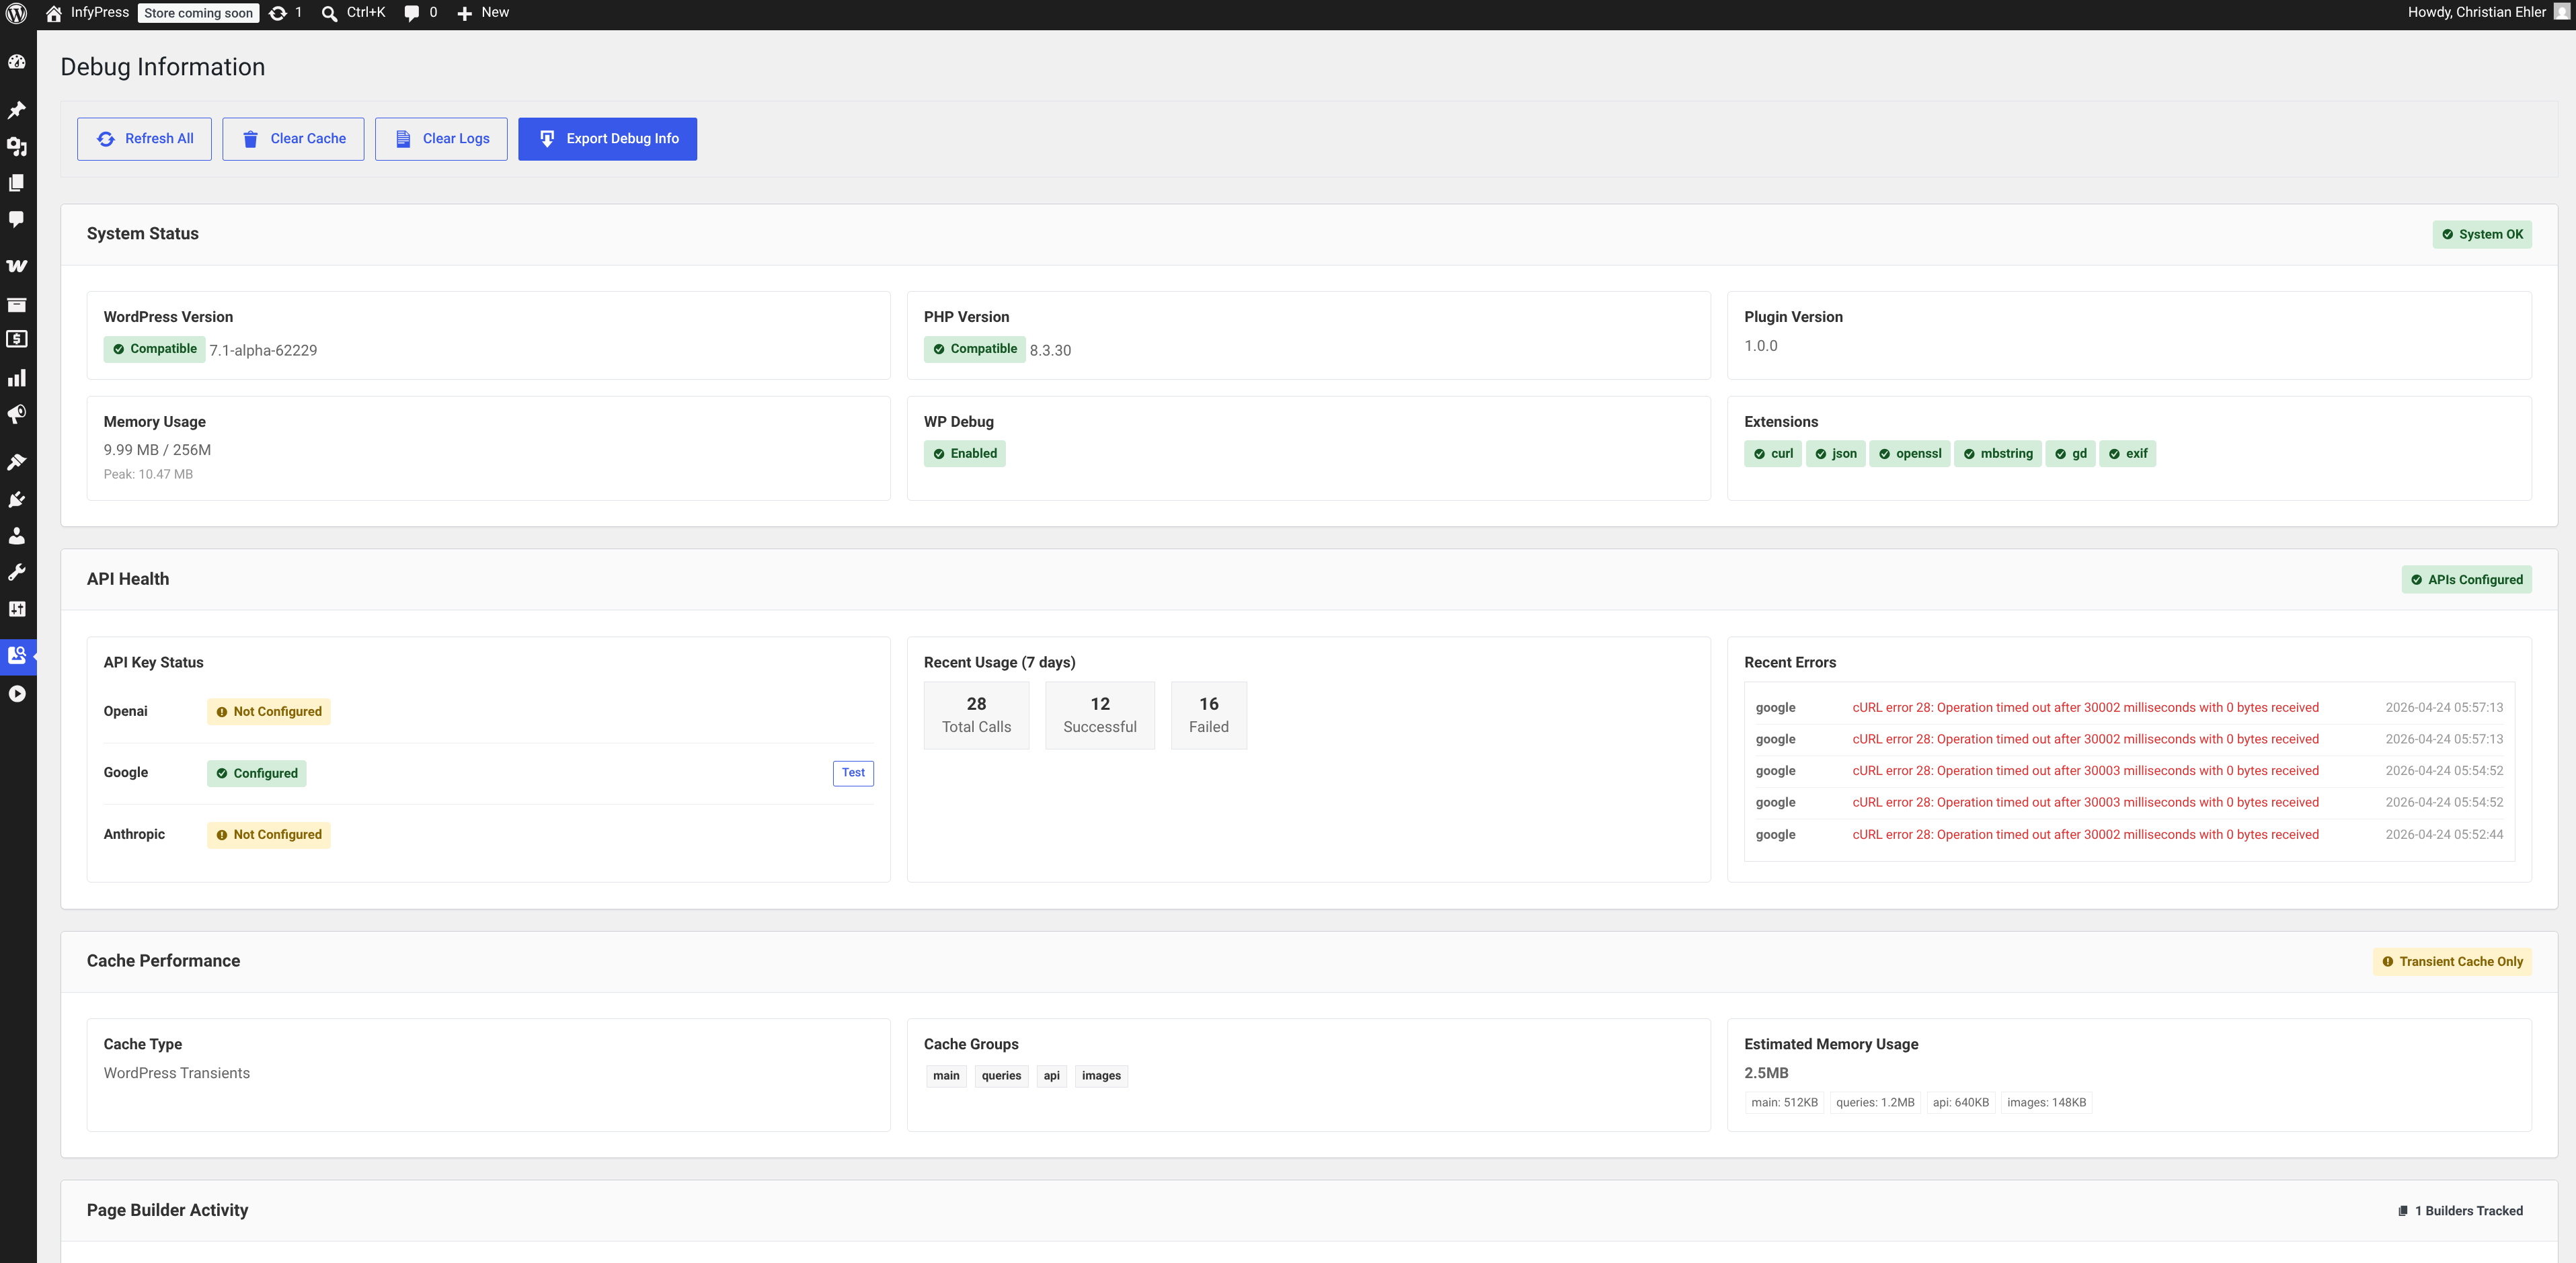 InfyPress Store coming soon 1 Ctrl+K 0 New Howdy, Christian Ehler
Debug Information
Refresh All Clear Cache Clear Logs Export Debug Info
System Status System OK
WordPress Version
Compatible 7.1-alpha-62229
PHP Version
Compatible 8.3.30
Plugin Version
1.0.0
Memory Usage
9.99 MB / 256M
Peak: 10.47 MB
WP Debug
Enabled
Extensions
curl json openssl mbstring gd exif
API Health APIs Configured
API Key Status
Openai Not Configured
Google Configured Test
Anthropic Not Configured
Recent Usage (7 days)
28 12 16
Total Calls Successful Failed
Recent Errors
google cURL error 28: Operation timed out after 30002 milliseconds with 0 bytes received 2026-04-24 05:57:13
google cURL error 28: Operation timed out after 30002 milliseconds with 0 bytes received 2026-04-24 05:57:13
google cURL error 28: Operation timed out after 30003 milliseconds with 0 bytes received 2026-04-24 05:54:52
google cURL error 28: Operation timed out after 30003 milliseconds with 0 bytes received 2026-04-24 05:54:52
google cURL error 28: Operation timed out after 30002 milliseconds with 0 bytes received 2026-04-24 05:52:44
Cache Performance Transient Cache Only
Cache Type
WordPress Transients
Cache Groups
main queries api images
Estimated Memory Usage
2.5MB
main: 512KB queries: 1.2MB api: 640KB images: 148KB
Page Builder Activity 1 Builders Tracked